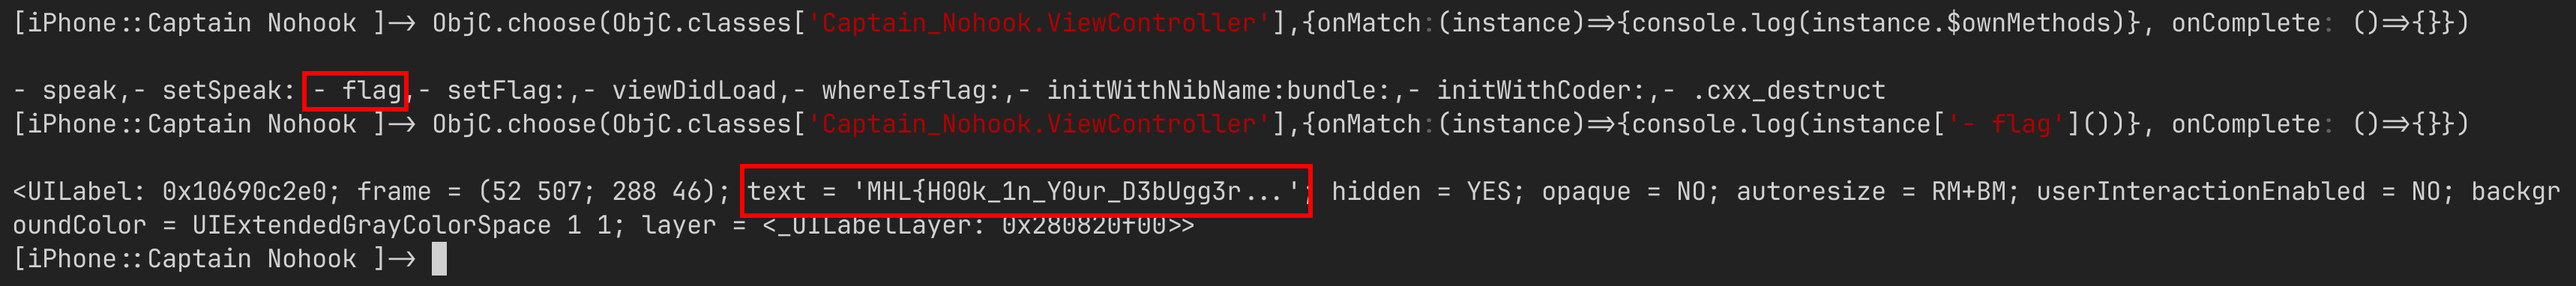 [iPhone::Captain Nohook ]-> ObjC.choose(ObjC.classes['Captain_Nohook.ViewController'],{onMatch:(instance)=>{console.log(instance.$ownMethods)}, onComplete: ()=>{}})
- speak,- setSpeak: - flag,- setFlag:,- viewDidLoad,- whereIsflag:,- initWithNibName:bundle:,- initWithCoder:,- .cxx_destruct
[iPhone::Captain Nohook ]-> ObjC.choose(ObjC.classes['Captain_Nohook.ViewController'],{onMatch:(instance)=>{console.log(instance['- flag']())}, onComplete: ()=>{}})
<UILabel: 0x10690c2e0; frame = (52 507; 288 46); text = 'MHL{H00k_1n_Y0ur_D3bUgg3r...'; hidden = YES; opaque = NO; autoresize = RM+BM; userInteractionEnabled = NO; backgr
oundColor = UIExtendedGrayColorSpace 1 1; layer = <_UILabelLayer: 0x280820f00>>
[iPhone::Captain Nohook ]->